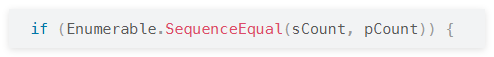 if (Enumerable.SequenceEqual(sCount, pCount)) {